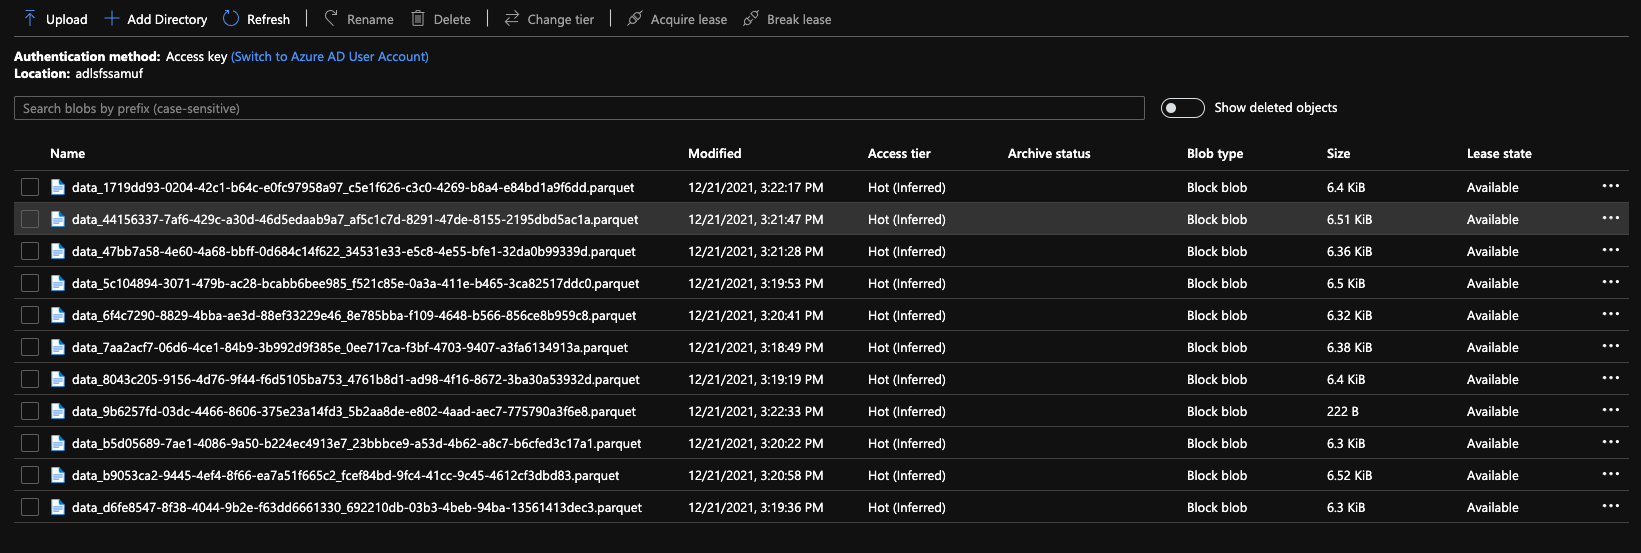 Upload Add Directory Refresh Rename Delete Change tier Acquire lease Break lease
Authentication method: Access key (Switch to Azure AD User Account)
Location: adlsfssamuf
Search blobs by prefix (case-sensitive) Show deleted objects
Name Modified Access tier Archive status Blob type Size Lease state
data_1719dd93-0204-42c1-b64c-e0fc97958a97_c5e1f626-c3c0-4269-b8a4-e84bd1a9f6dd.parquet 12/21/2021, 3:22:17 PM Hot (Inferred) Block blob 6.4 KiB Available
data_44156337-7af6-429c-a30d-46d5edaab9a7_af5c1c7d-8291-47de-8155-2195dbd5ac1a.parquet 12/21/2021, 3:21:47 PM Hot (Inferred) Block blob 6.51 KiB Available
data_47bb7a58-4e60-4a68-bbff-0d684c14f622_34531e33-e5c8-4e55-bfe1-32da0b99339d.parquet 12/21/2021, 3:21:28 PM Hot (Inferred) Block blob 6.36 KiB Available
data_5c104894-3071-479b-ac28-bcabb6bee985_f521c85e-0a3a-411e-b465-3ca82517ddc0.parquet 12/21/2021, 3:19:53 PM Hot (Inferred) Block blob 6.5 KiB Available
data_6f4c7290-8829-4bba-ae3d-88ef33229e46_8e785bba-f109-4648-b566-856ce8b959c8.parquet 12/21/2021, 3:20:41 PM Hot (Inferred) Block blob 6.32 KiB Available
data_7aa2acf7-06d6-4ce1-84b9-3b992d9f385e_0ee717ca-f3bf-4703-9407-a3fa6134913a.parquet 12/21/2021, 3:18:49 PM Hot (Inferred) Block blob 6.38 KiB Available
data_8043c205-9156-4d76-9f44-f6d5105ba753_4761b8d1-ad98-4f16-8672-3ba30a53932d.parquet 12/21/2021, 3:19:19 PM Hot (Inferred) Block blob 6.4 KiB Available
data_9b6257fd-03dc-4466-8606-375e23a14fd3_5b2aa8de-e802-4aad-aec7-775790a3f6e8.parquet 12/21/2021, 3:22:33 PM Hot (Inferred) Block blob 222 B Available
data_b5d05689-7ae1-4086-9a50-b224ec4913e7_23bbbce9-a53d-4b62-a8c7-b6cfed3c17a1.parquet 12/21/2021, 3:20:22 PM Hot (Inferred) Block blob 6.3 KiB Available
data_b9053ca2-9445-4ef4-8f66-ea7a51f665c2_fcef84bd-9fc4-41cc-9c45-4612cf3dbd83.parquet 12/21/2021, 3:20:58 PM Hot (Inferred) Block blob 6.52 KiB Available
data_d6fe8547-8f38-4044-9b2e-f63dd6661330_692210db-03b3-4beb-94ba-13561413dec3.parquet 12/21/2021, 3:19:36 PM Hot (Inferred) Block blob 6.3 KiB Available